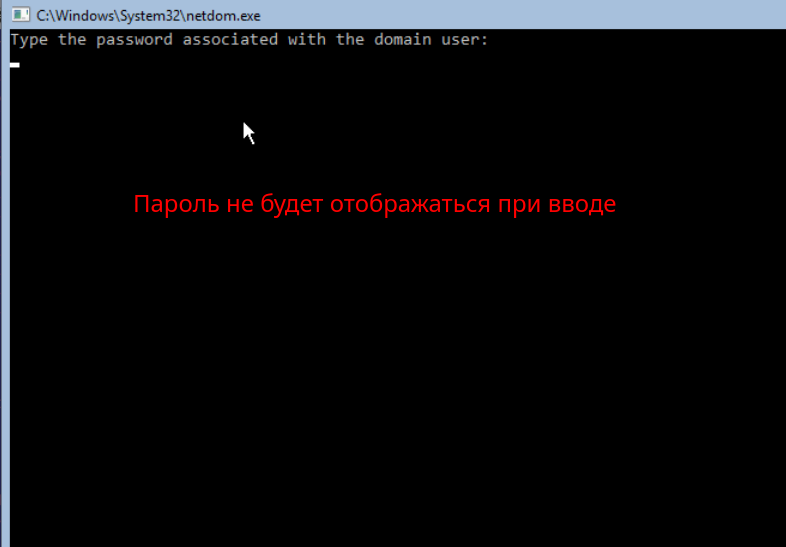 C:\Windows\System32\netdom.exe
Type the password associated with the domain user:
Пароль не будет отображаться при вводе